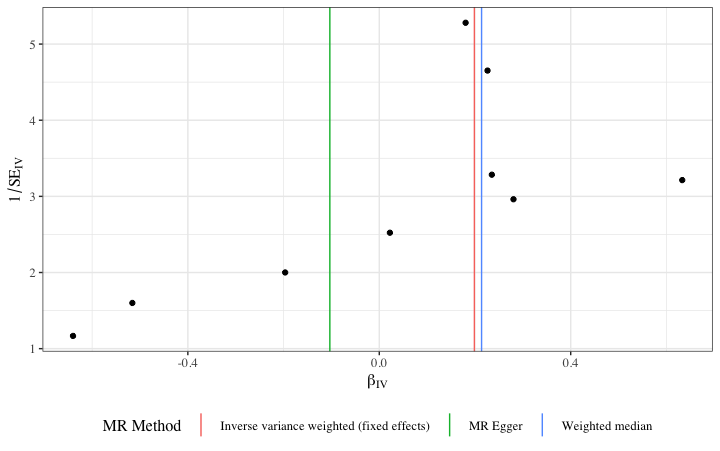 5
4
3
2
1
1/SE_IV
-0.4 0.0 0.4
β_IV
MR Method Inverse variance weighted (fixed effects) MR Egger Weighted median